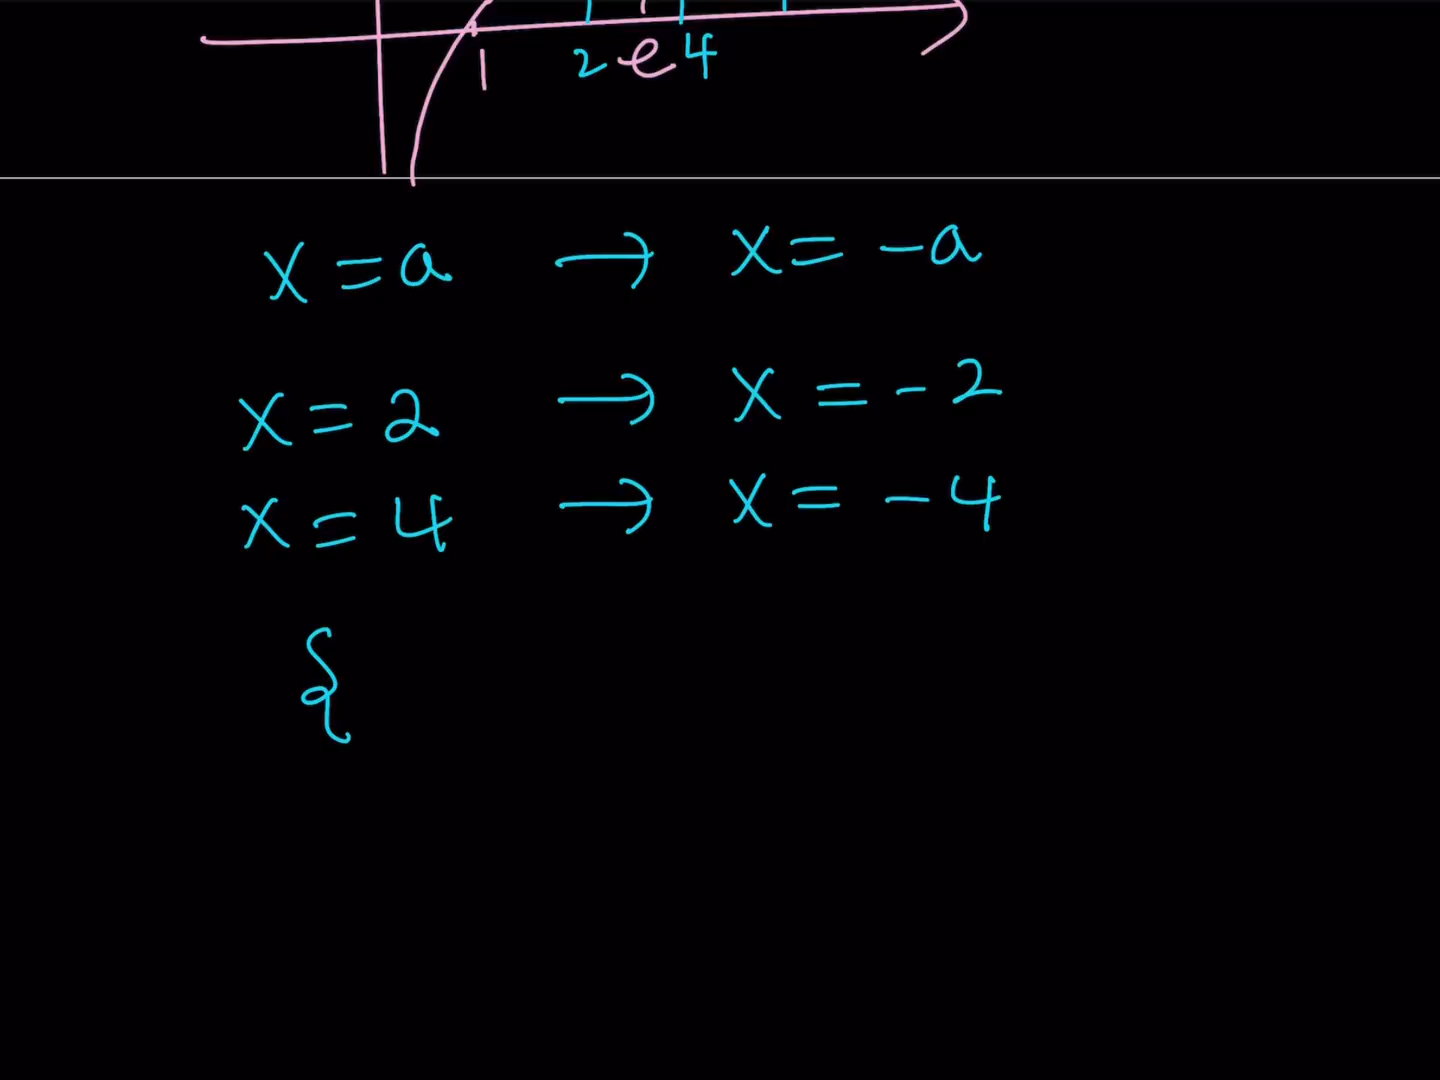 1 2 e 4
x = a → x = -a
x = 2 → x = -2
x = 4 → x = -4
{